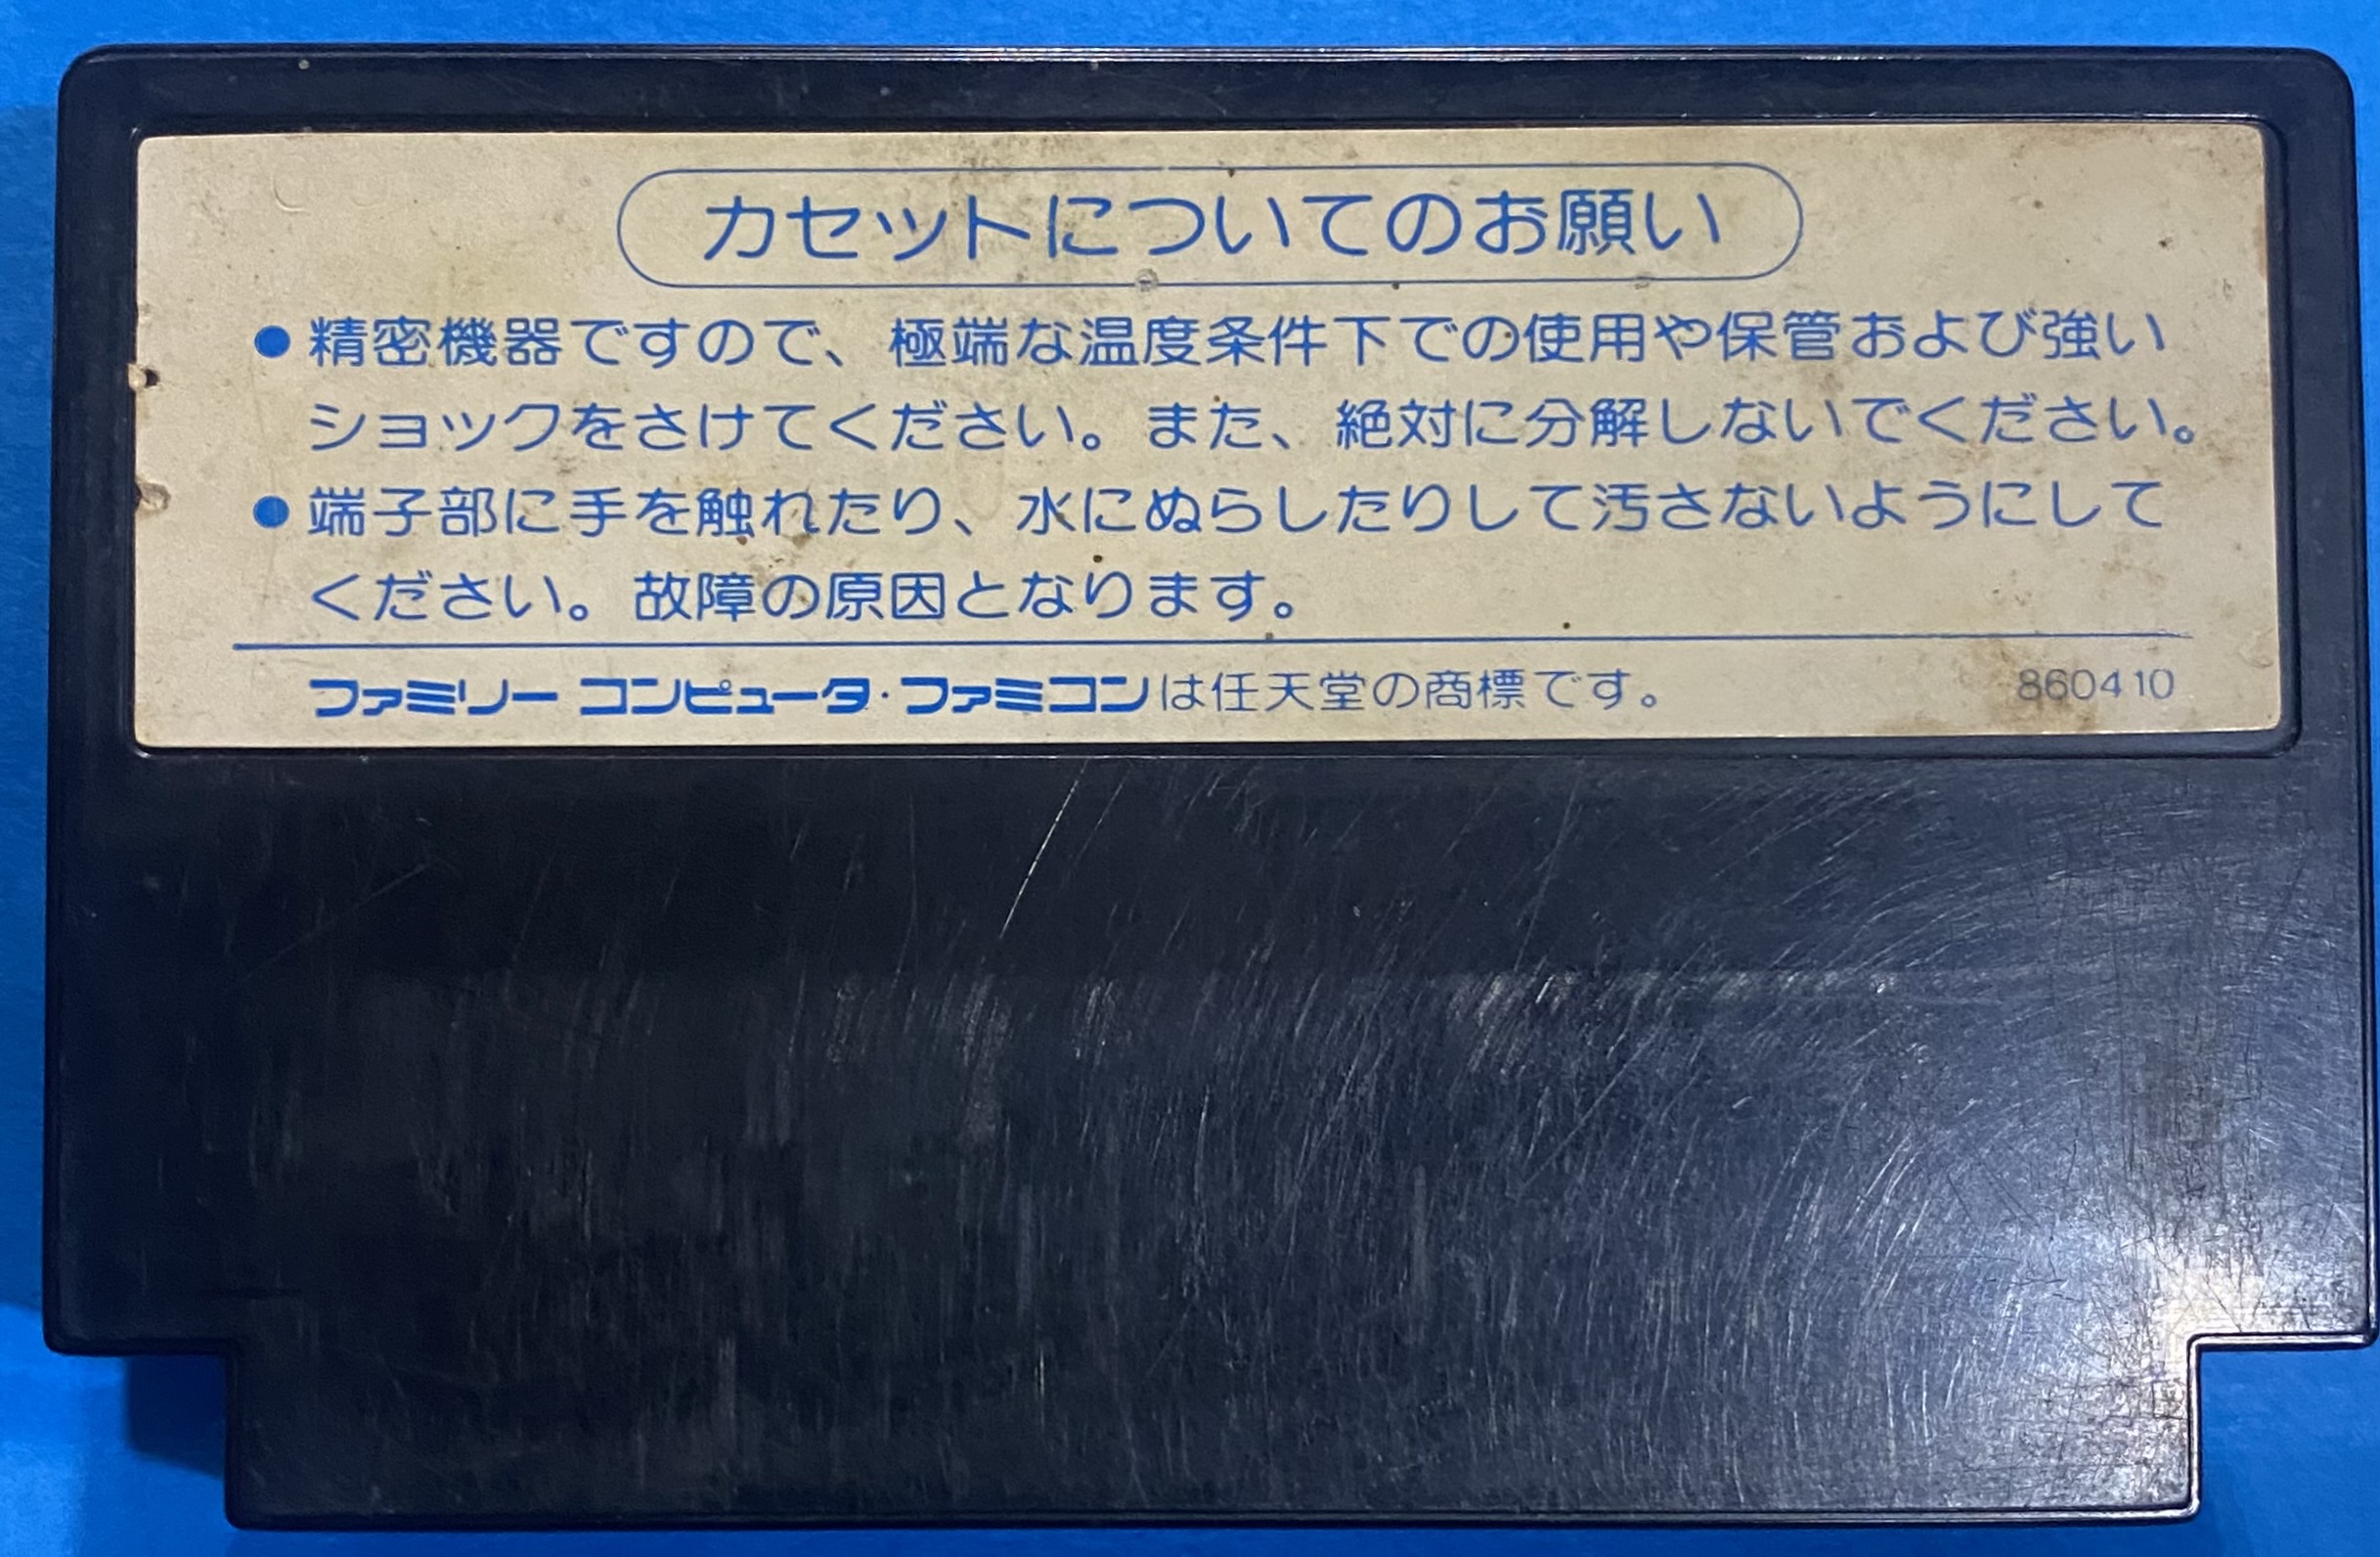 カセットについてのお願い
●精密機器ですので、極端な温度条件下での使用や保管および強い
ショックをさけてください。また、絶対に分解しないでください。
●端子部に手を触れたり、水にぬらしたりして汚さないようにして
ください。故障の原因となります。
ファミリー コンピュータ・ファミコンは任天堂の商標です。 860410